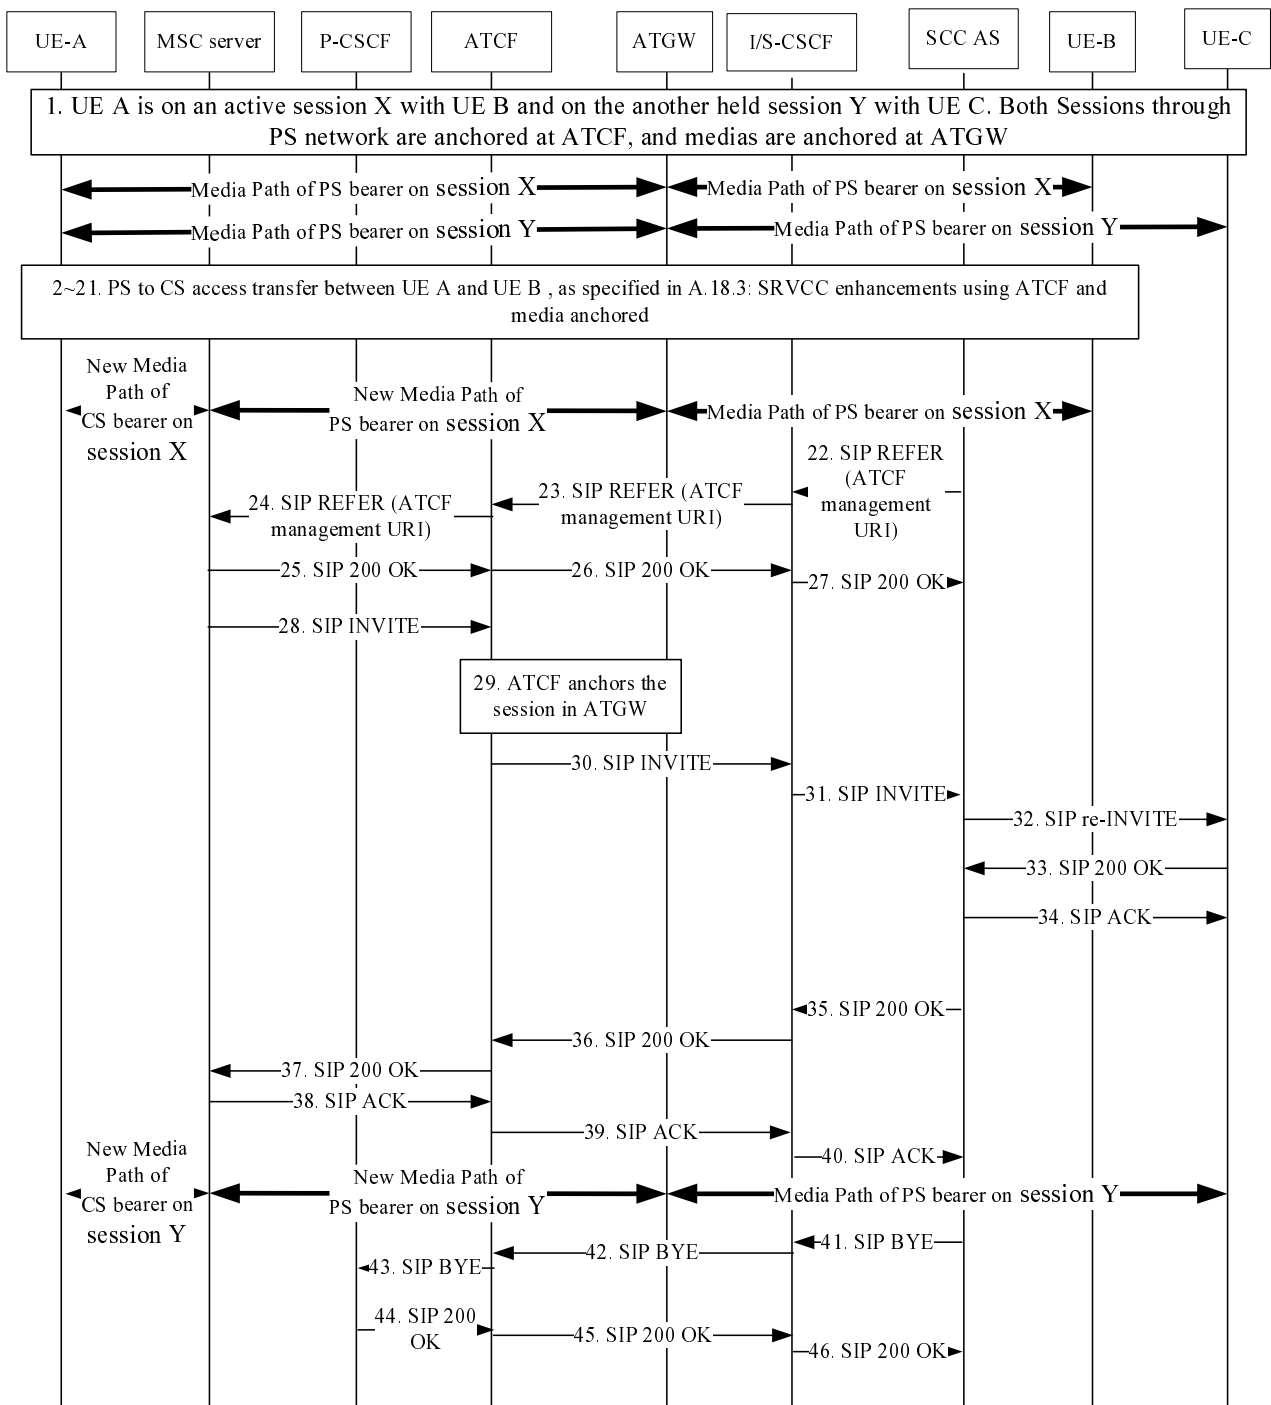 UE-A
MSC server
P-CSCF
ATCF
ATGW
I/S-CSCF
SCC AS
UE-B
UE-C
1. UE A is on an active session X with UE B and on the another held session Y with UE C. Both Sessions through
PS network are anchored at ATCF, and medias are anchored at ATGW
Media Path of PS bearer on session X
Media Path of PS bearer on session X
Media Path of PS bearer on session Y
Media Path of PS bearer on session Y
2~21. PS to CS access transfer between UE A and UE B , as specified in A.18.3: SRVCC enhancements using ATCF and
media anchored
New Media
Path of
CS bearer on
session X
New Media Path of
PS bearer on session X
Media Path of PS bearer on session X
22. SIP REFER
(ATCF
management
URI)
23. SIP REFER (ATCF
management URI)
24. SIP REFER (ATCF
management URI)
25. SIP 200 OK
26. SIP 200 OK
27. SIP 200 OK
28. SIP INVITE
29. ATCF anchors the
session in ATGW
30. SIP INVITE
31. SIP INVITE
32. SIP re-INVITE
33. SIP 200 OK
34. SIP ACK
35. SIP 200 OK
36. SIP 200 OK
37. SIP 200 OK
38. SIP ACK
39. SIP ACK
40. SIP ACK
New Media
Path of
CS bearer on
session Y
New Media Path of
PS bearer on session Y
Media Path of PS bearer on session Y
41. SIP BYE
42. SIP BYE
43. SIP BYE
44. SIP 200
OK
45. SIP 200 OK
46. SIP 200 OK